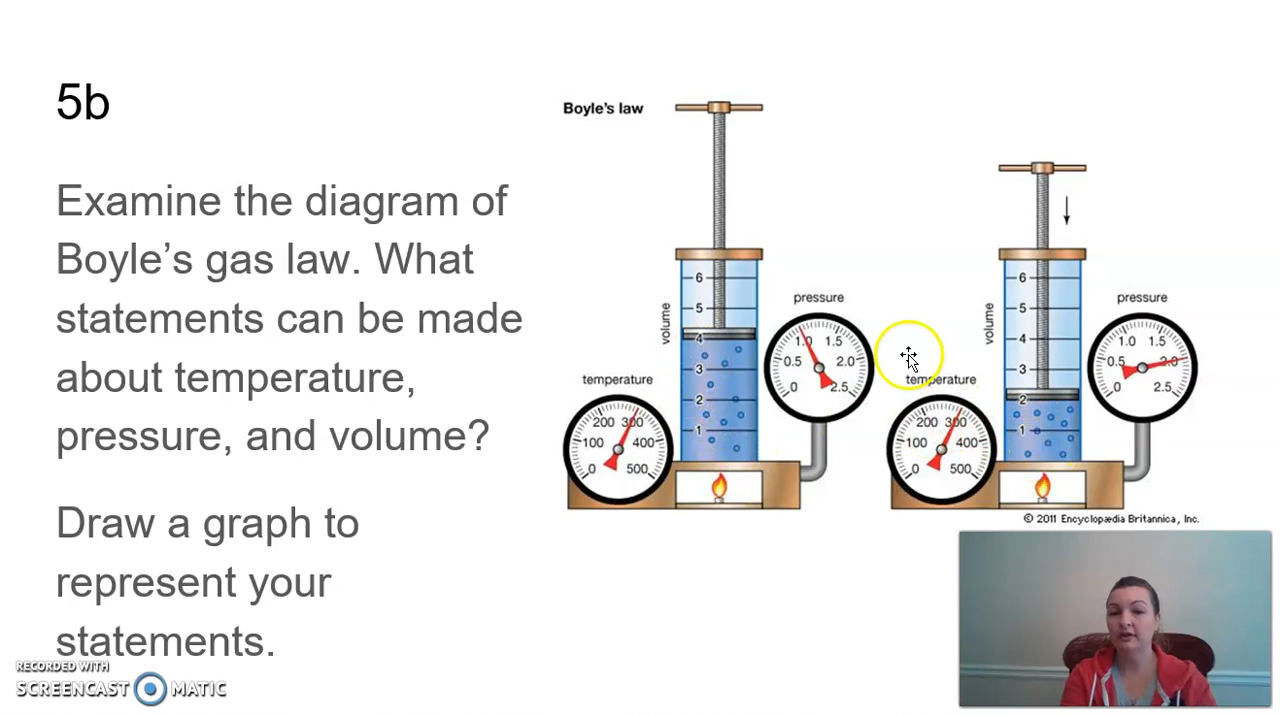 5b
Examine the diagram of
Boyle's gas law. What
statements can be made
about temperature,
pressure, and volume?
Draw a graph to
represent your
statements.
Boyle's law
volume
6
5
4
3
2
1
pressure
0
0.5
1.0
1.5
2.0
2.5
temperature
0
100
200
300
400
500
volume
6
5
4
3
2
1
pressure
0
0.5
1.0
1.5
2.0
2.5
temperature
0
100
200
300
400
500
© 2011 Encyclopædia Britannica, Inc.
RECORDED WITH
SCREENCAST MATIC